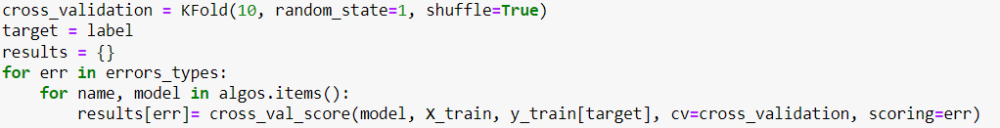 cross_validation = KFold(10, random_state=1, shuffle=True)
target = label
results = {}
for err in errors_types:
    for name, model in algos.items():
        results[err]= cross_val_score(model, X_train, y_train[target], cv=cross_validation, scoring=err)